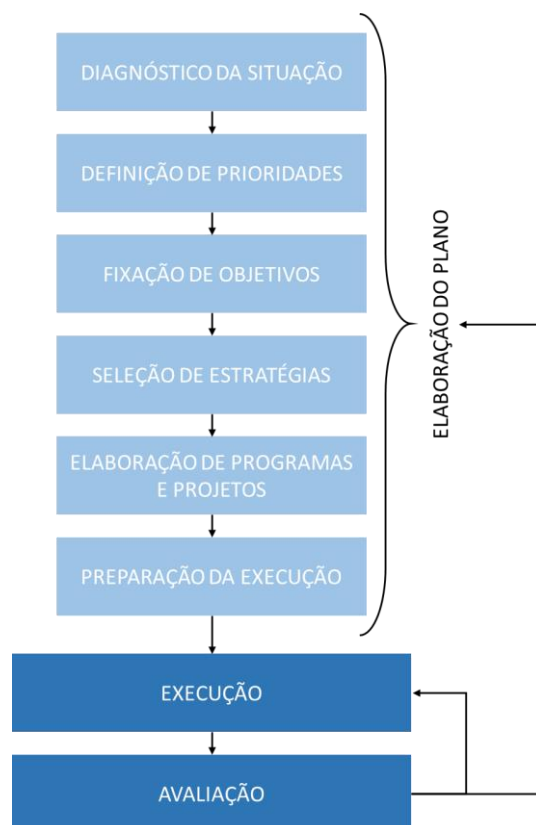 DIAGNÓSTICO DA SITUAÇÃO
DEFINIÇÃO DE PRIORIDADES
FIXAÇÃO DE OBJETIVOS
SELEÇÃO DE ESTRATÉGIAS
ELABORAÇÃO DE PROGRAMAS
E PROJETOS
PREPARAÇÃO DA EXECUÇÃO
ELABORAÇÃO DO PLANO
EXECUÇÃO
AVALIAÇÃO